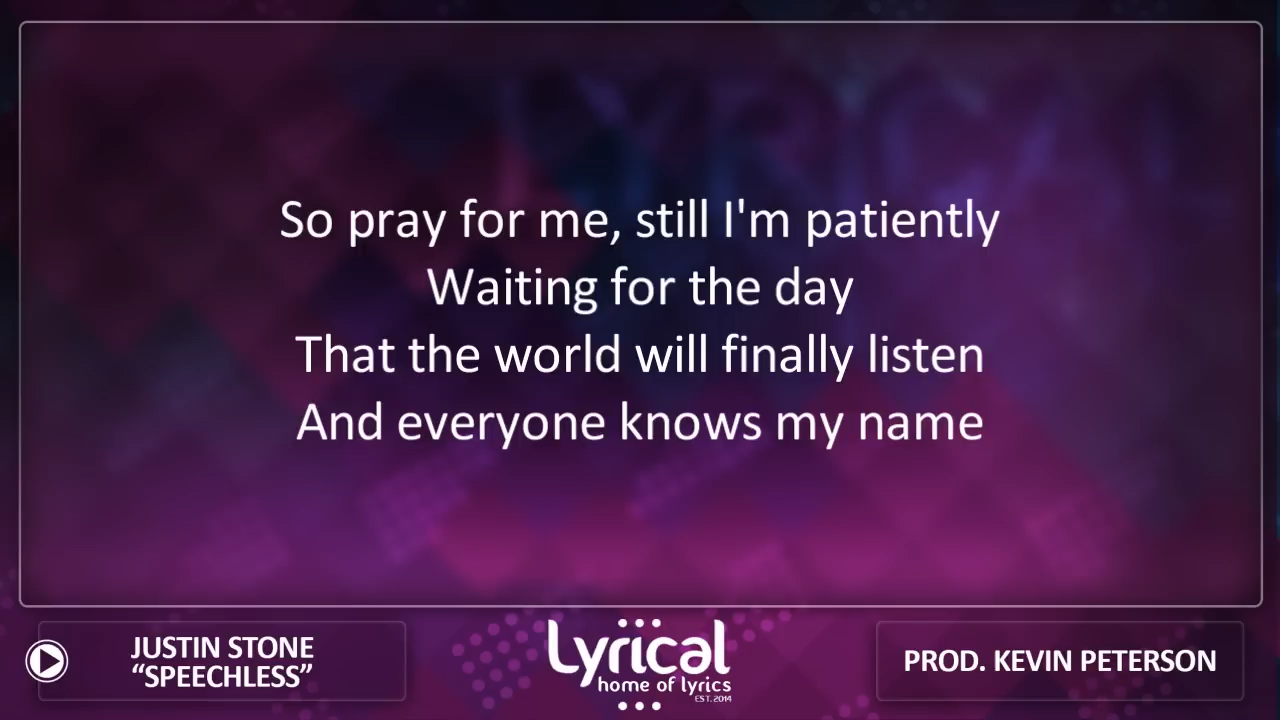 So pray for me, still I'm patiently
Waiting for the day
That the world will finally listen
And everyone knows my name
JUSTIN STONE
“SPEECHLESS”
Lyrical
home of lyrics
EST. 2014
PROD. KEVIN PETERSON
LYRICAL